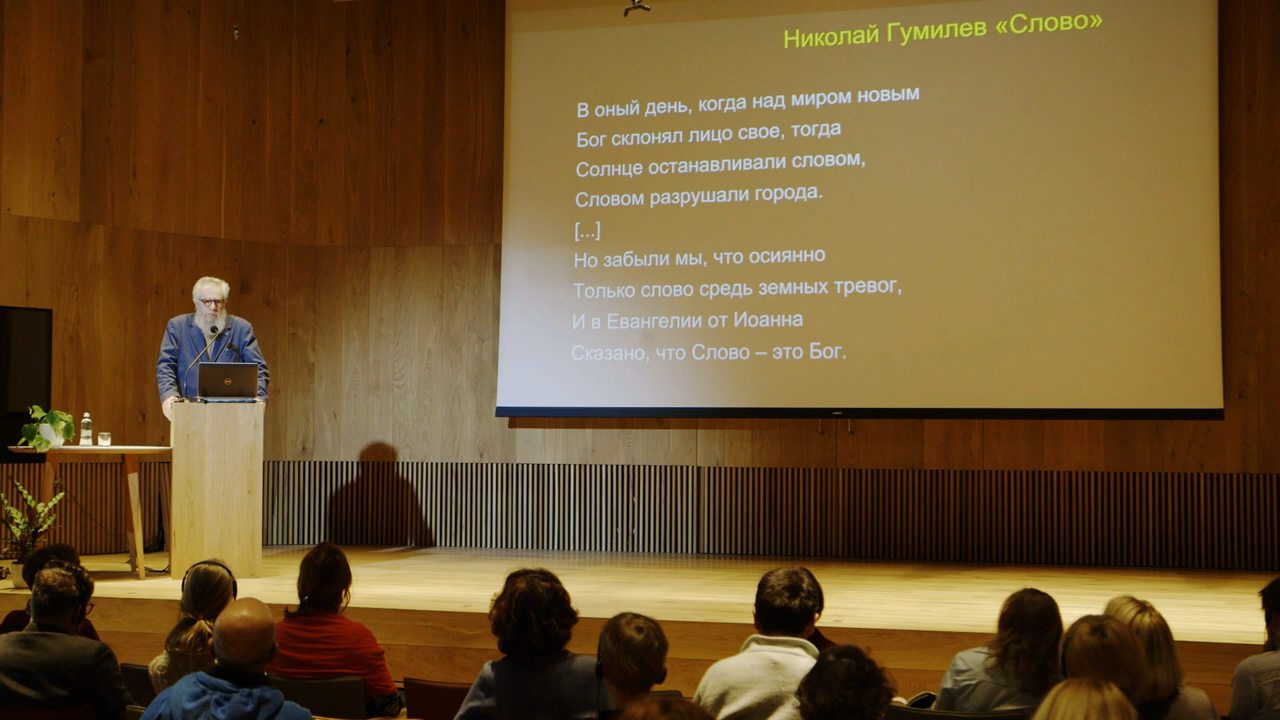 Николай Гумилев «Слово»
В оный день, когда над миром новым
Бог склонял лицо свое, тогда
Солнце останавливали словом,
Словом разрушали города.
[...]
Но забыли мы, что осиянно
Только слово средь земных тревог,
И в Евангелии от Иоанна
Сказано, что Слово – это Бог.